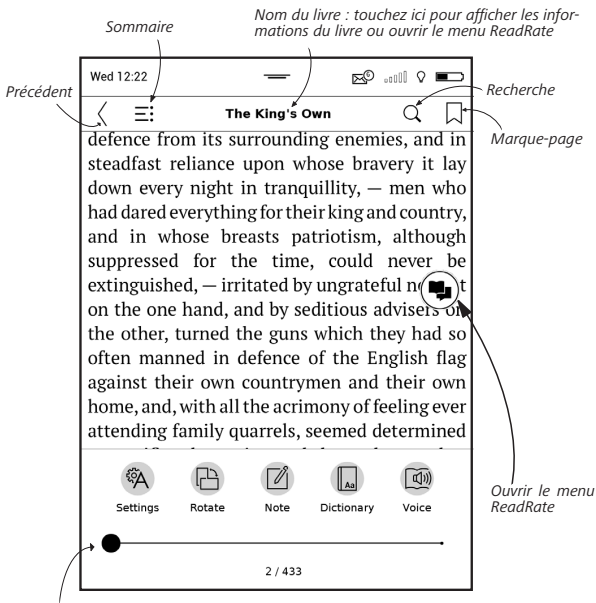 Nom du livre : touchez ici pour afficher les infor-
mations du livre ou ouvrir le menu ReadRate
Sommaire
Précédent
Recherche
Marque-page
Wed 12:22
The King's Own
defence from its surrounding enemies, and in
steadfast reliance upon whose bravery it lay
down every night in tranquillity, — men who
had dared everything for their king and country,
and in whose breasts patriotism, although
suppressed for the time, could never be
extinguished, — irritated by ungrateful
on the one hand, and by seditious advisers on
the other, turned the guns which they had so
often manned in defence of the English flag
against their own countrymen and their own
home, and, with all the acrimony of feeling ever
attending family quarrels, seemed determined
Ouvrir le menu
ReadRate
Settings Rotate Note Dictionary Voice
2 / 433